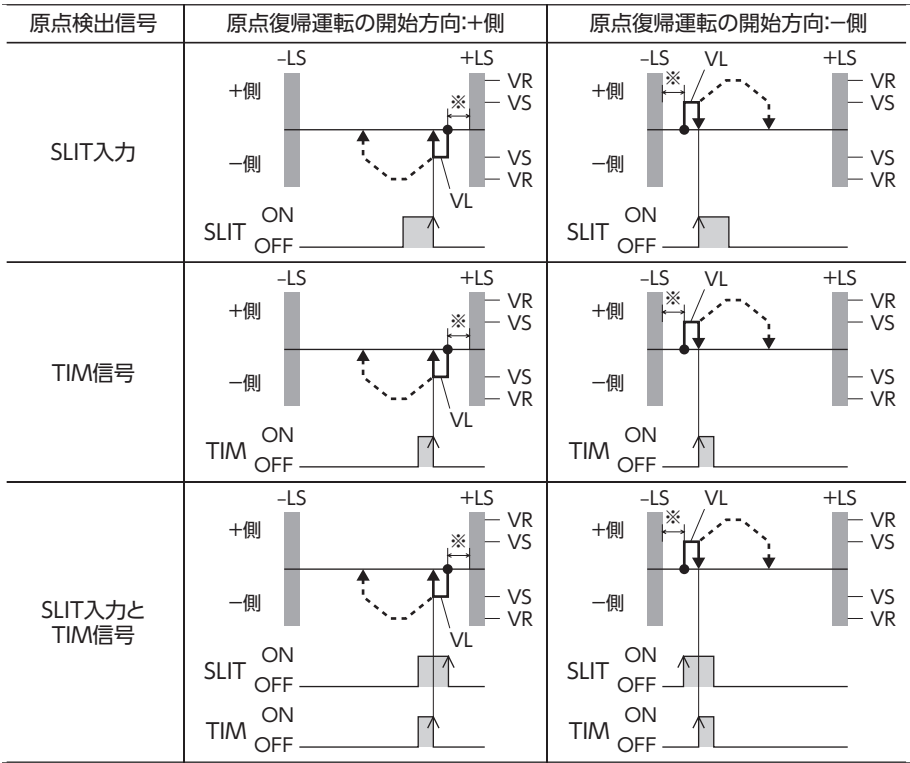 原点検出信号
原点復帰運転の開始方向:+側
原点復帰運転の開始方向:−側
SLIT入力
–LS
+LS
+側
※
VR
VS
−側
VS
VR
VL
SLIT
ON
OFF
–LS
VL
+LS
+側
※
VR
VS
−側
VS
VR
SLIT
ON
OFF
TIM信号
–LS
+LS
+側
※
VR
VS
−側
VS
VR
VL
TIM
ON
OFF
–LS
VL
+LS
+側
※
VR
VS
−側
VS
VR
TIM
ON
OFF
SLIT入力と
TIM信号
–LS
+LS
+側
※
VR
VS
−側
VS
VR
VL
SLIT
ON
OFF
TIM
ON
OFF
–LS
VL
+LS
+側
※
VR
VS
−側
VS
VR
SLIT
ON
OFF
TIM
ON
OFF